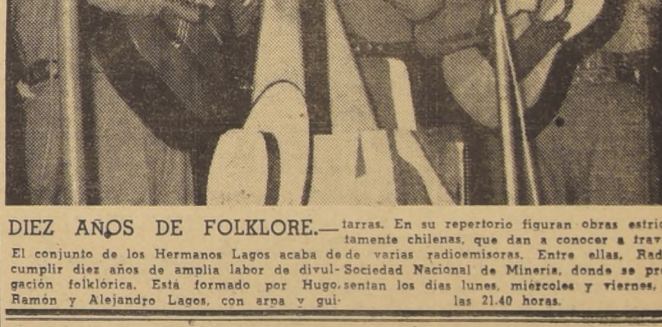 DIEZ AÑOS DE FOLKLORE.—
El conjunto de los Hermanos Lagos acaba de
cumplir diez años de amplia labor de divul-
gación folklórica. Está formado por Hugo,
Ramón y Alejandro Lagos, con arpa y gui-
tarras. En su repertorio figuran obras estric
tamente chilenas, que dan a conocer a trav
de varias radioemisoras. Entre ellas, Rad
Sociedad Nacional de Minería, donde se pre
sentan los días lunes, miércoles y viernes,
las 21.40 horas.